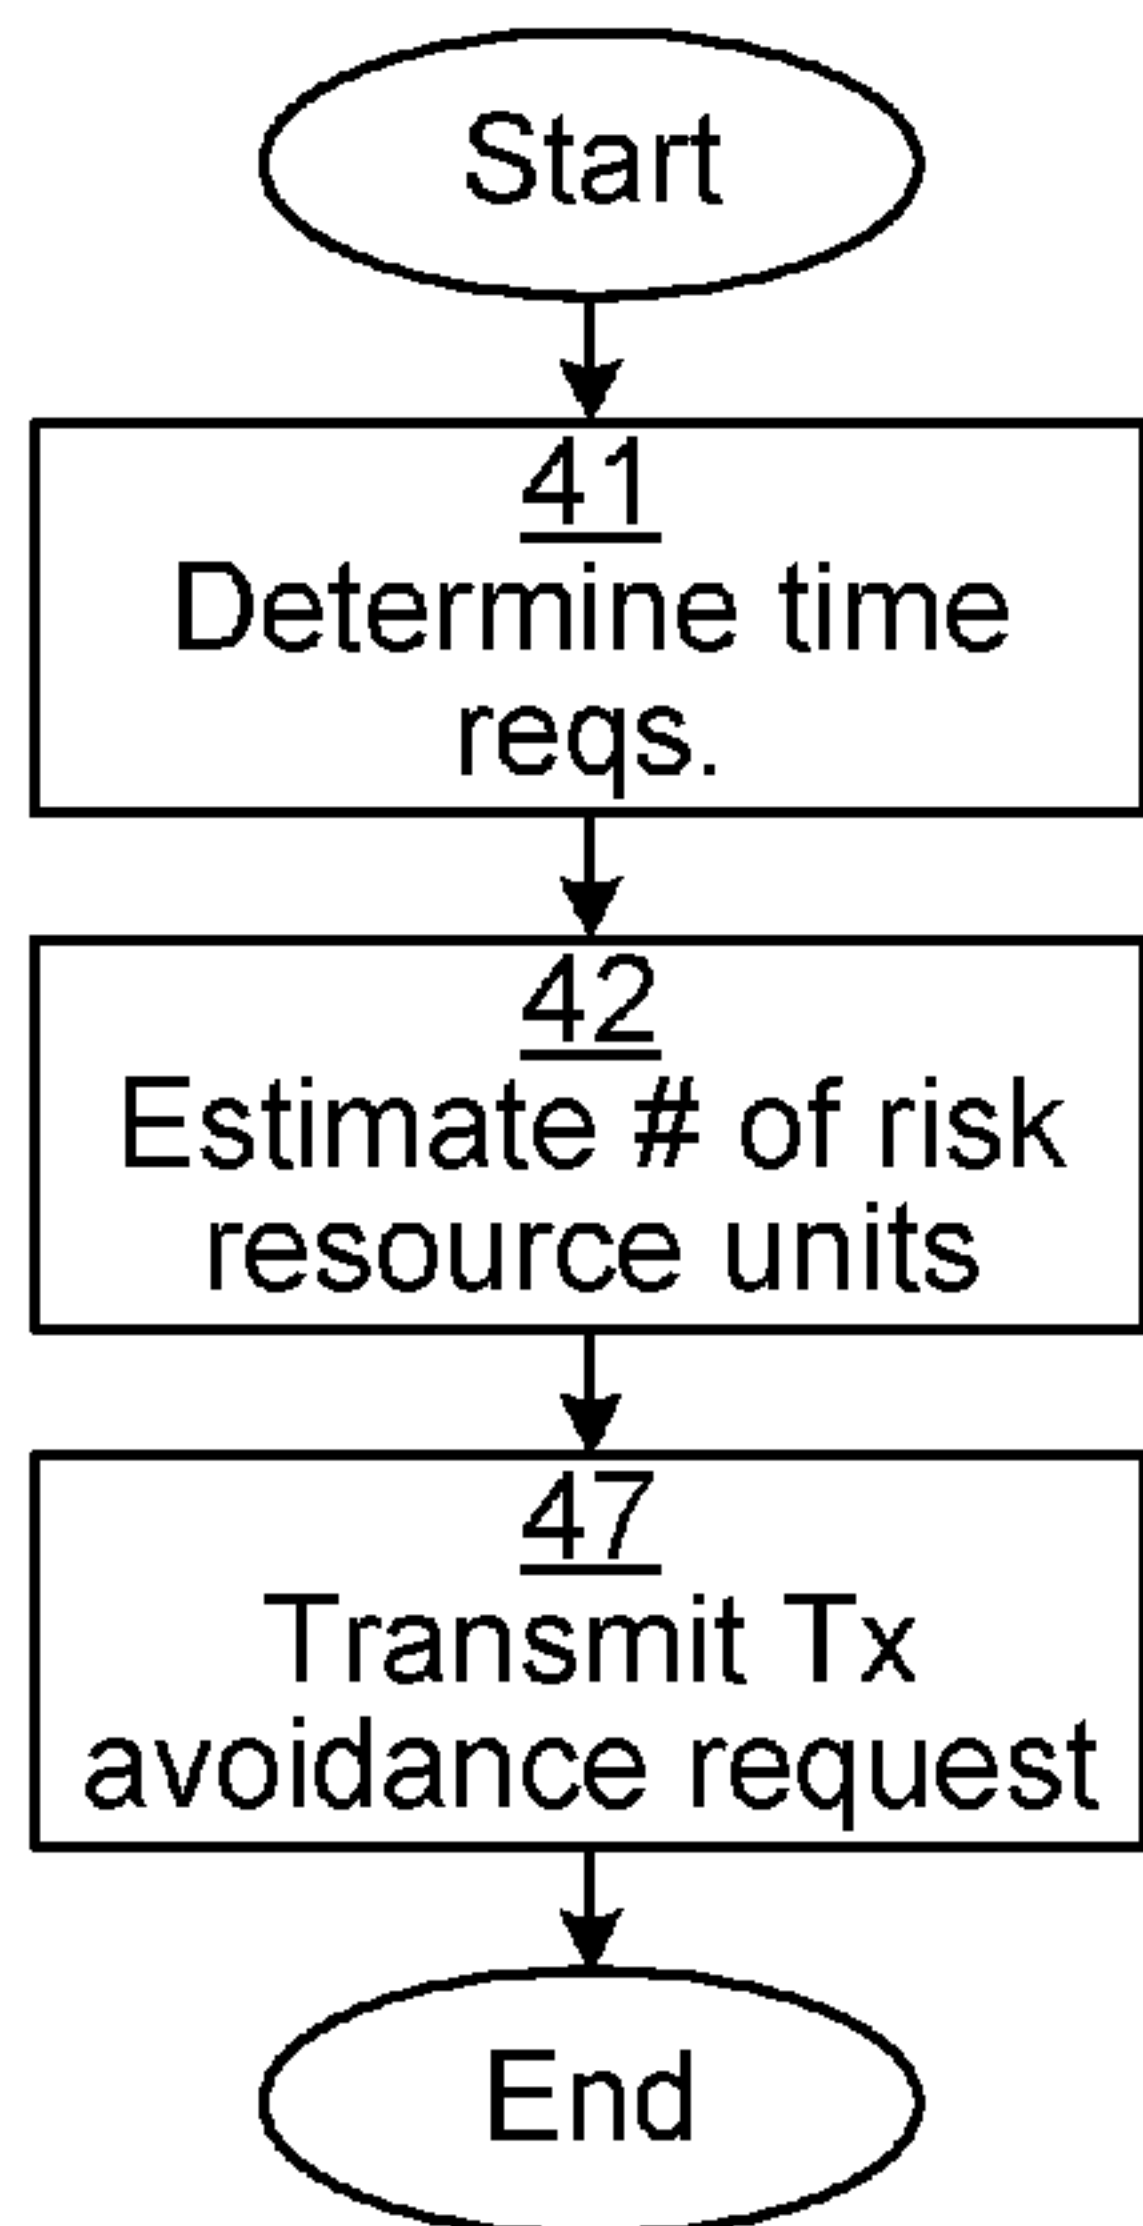 Start
41
Determine time
reqs.
42
Estimate # of risk
resource units
47
Transmit Tx
avoidance request
End